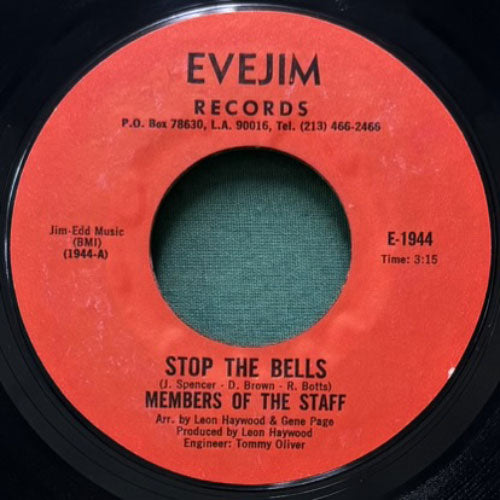 EVEJIM
RECORDS
P.O. Box 78630, L.A. 90016, Tel. (213) 466-2466
Jim-Edd Music
(BMI)
(1944-A)
E-1944
Time: 3:15
STOP THE BELLS
(J. Spencer - D. Brown - R. Botts)
MEMBERS OF THE STAFF
Arr. by Leon Haywood & Gene Page
Produced by Leon Haywood
Engineer: Tommy Oliver